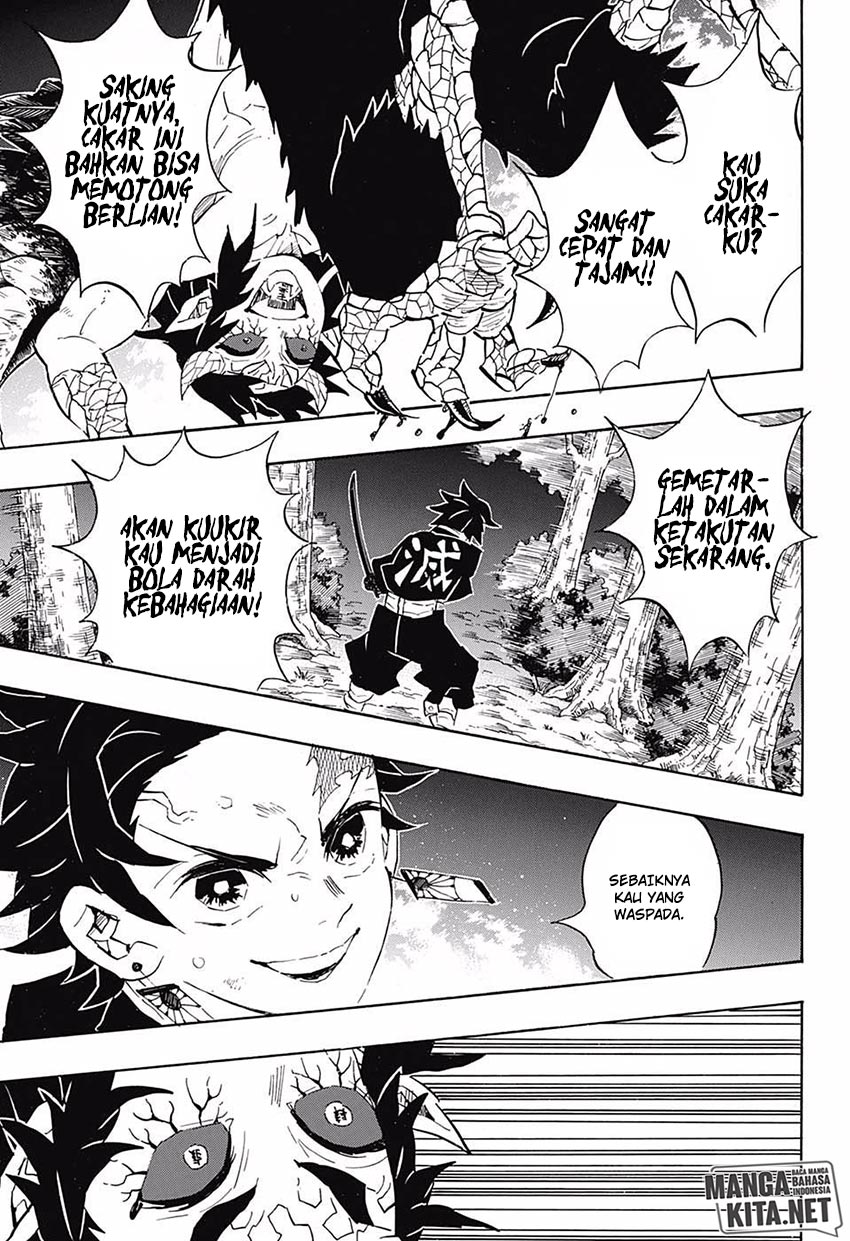 KAU
SUKA
CAKAR-
KU?
SANGAT
CEPAT DAN
TAJAM!!
SAKING
KUATNYA,
CAKAR INI
BAHKAN BISA
MEMOTONG
BERLIAN!
GEMETAR-
LAH DALAM
KETAKUTAN
SEKARANG.
滅
AKAN KUUKIR
KAU MENJADI
BOLA DARAH
KEBAHAGIAAN!
SEBAIKNYA
KAU YANG
WASPADA.
MANGA
BACA MANGA
BAHASA
INDONESIA
KITA.NET